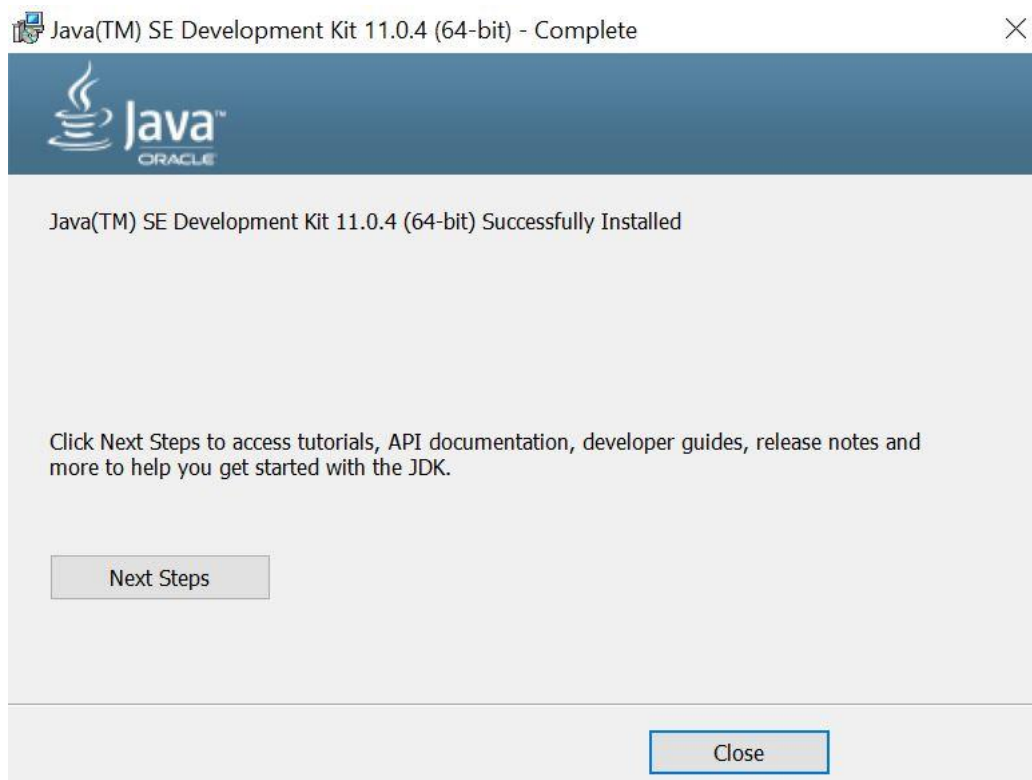 Java(TM) SE Development Kit 11.0.4 (64-bit) - Complete
Java™
ORACLE
Java(TM) SE Development Kit 11.0.4 (64-bit) Successfully Installed
Click Next Steps to access tutorials, API documentation, developer guides, release notes and
more to help you get started with the JDK.
Next Steps
Close